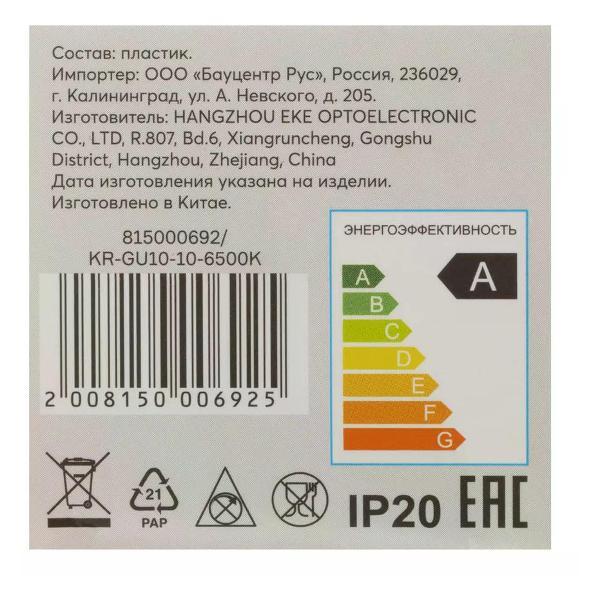 Состав: пластик.
Импортер: ООО «Бауцентр Рус», Россия, 236029,
г. Калининград, ул. А. Невского, д. 205.
Изготовитель: HANGZHOU EKE OPTOELECTRONIC
CO., LTD, R.807, Bd.6, Xiangruncheng, Gongshu
District, Hangzhou, Zhejiang, China
Дата изготовления указана на изделии.
Изготовлено в Китае.
815000692/
KR-GU10-10-6500K
2 008150 006925
ЭНЕРГОЭФФЕКТИВНОСТЬ
A
A
B
C
D
E
F
G
21
PAP
IP20
EAC